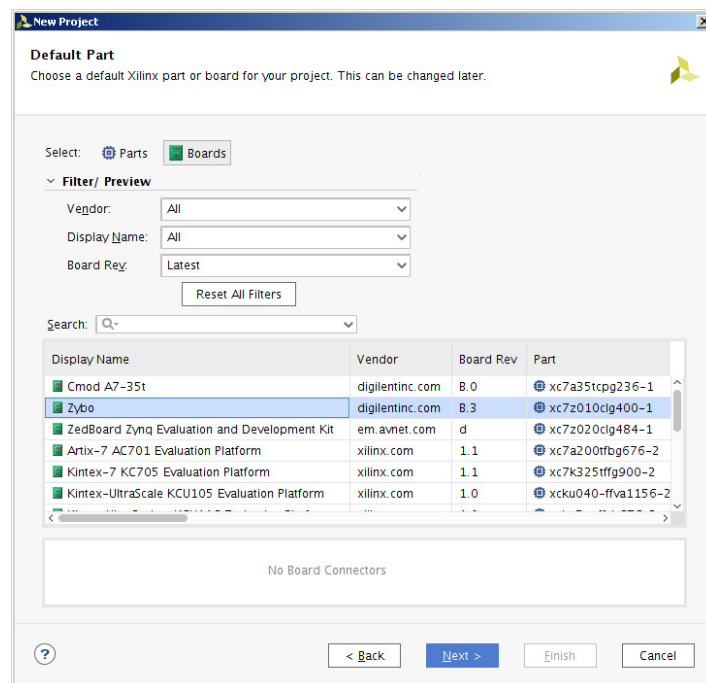 New Project
Default Part
Choose a default Xilinx part or board for your project. This can be changed later.
Select: Parts Boards
Filter/ Preview
Vendor: All
Display Name: All
Board Rev: Latest
Reset All Filters
Search: Q
Display Name Vendor Board Rev Part
Cmod A7-35t digilentinc.com B.0 xc7a35tcpg236-1
Zybo digilentinc.com B.3 xc7z010clg400-1
ZedBoard Zynq Evaluation and Development Kit em.avnet.com d xc7z020clg484-1
Artix-7 AC701 Evaluation Platform xilinx.com 1.1 xc7a200tfbg676-2
Kintex-7 KC705 Evaluation Platform xilinx.com 1.1 xc7k325tffg900-2
Kintex-UltraScale KCU105 Evaluation Platform xilinx.com 1.0 xcku040-ffva1156-2
No Board Connectors
? < Back Next > Finish Cancel